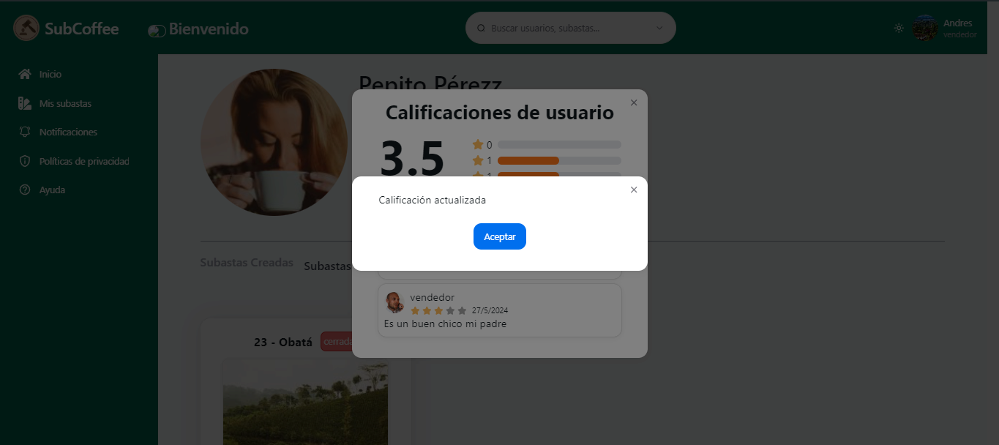 SubCoffee
Bienvenido
Buscar usuarios, subastas...
Andres
vendedor
Inicio
Mis subastas
Notificaciones
Políticas de privacidad
Ayuda
Pepito Pérezz
Calificaciones de usuario
3.5
0
1
1
Calificación actualizada
Aceptar
Subastas Creadas
Subastas
vendedor
27/5/2024
Es un buen chico mi padre
23 - Obatá
cerrada